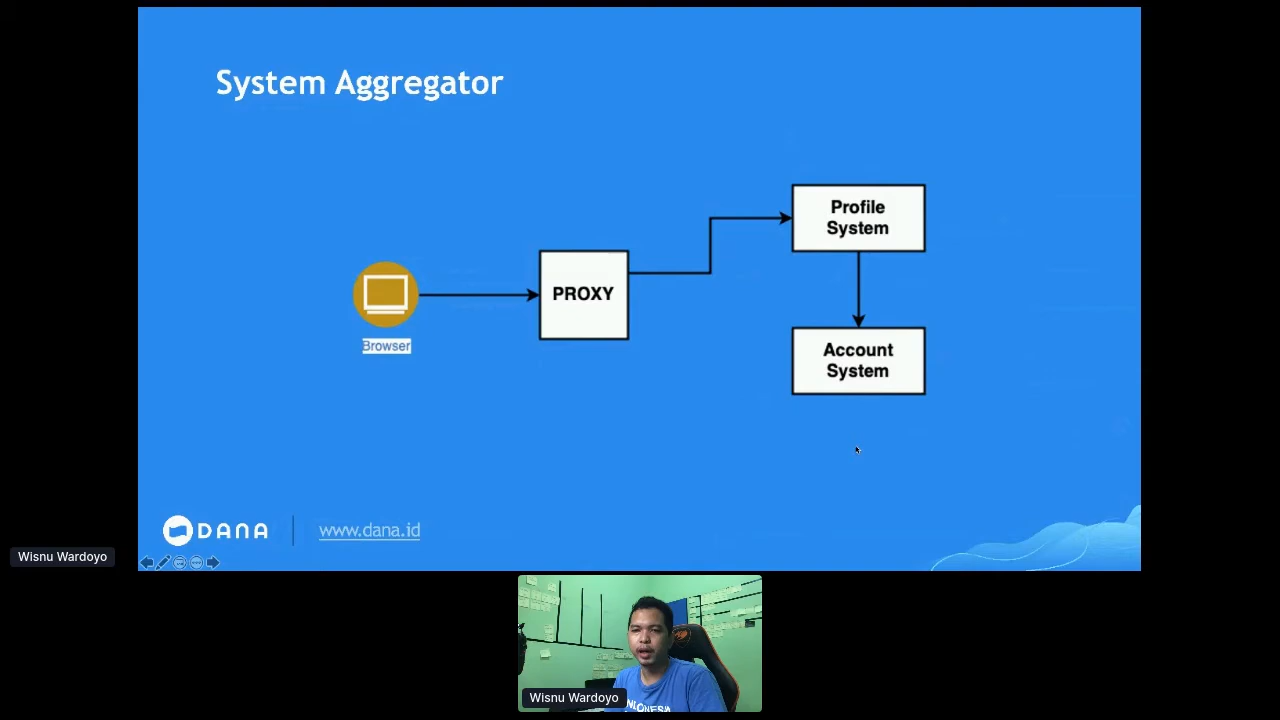 System Aggregator
Profile
System
PROXY
Browser
Account
System
DANA
www.dana.id
Wisnu Wardoyo
Wisnu Wardoyo